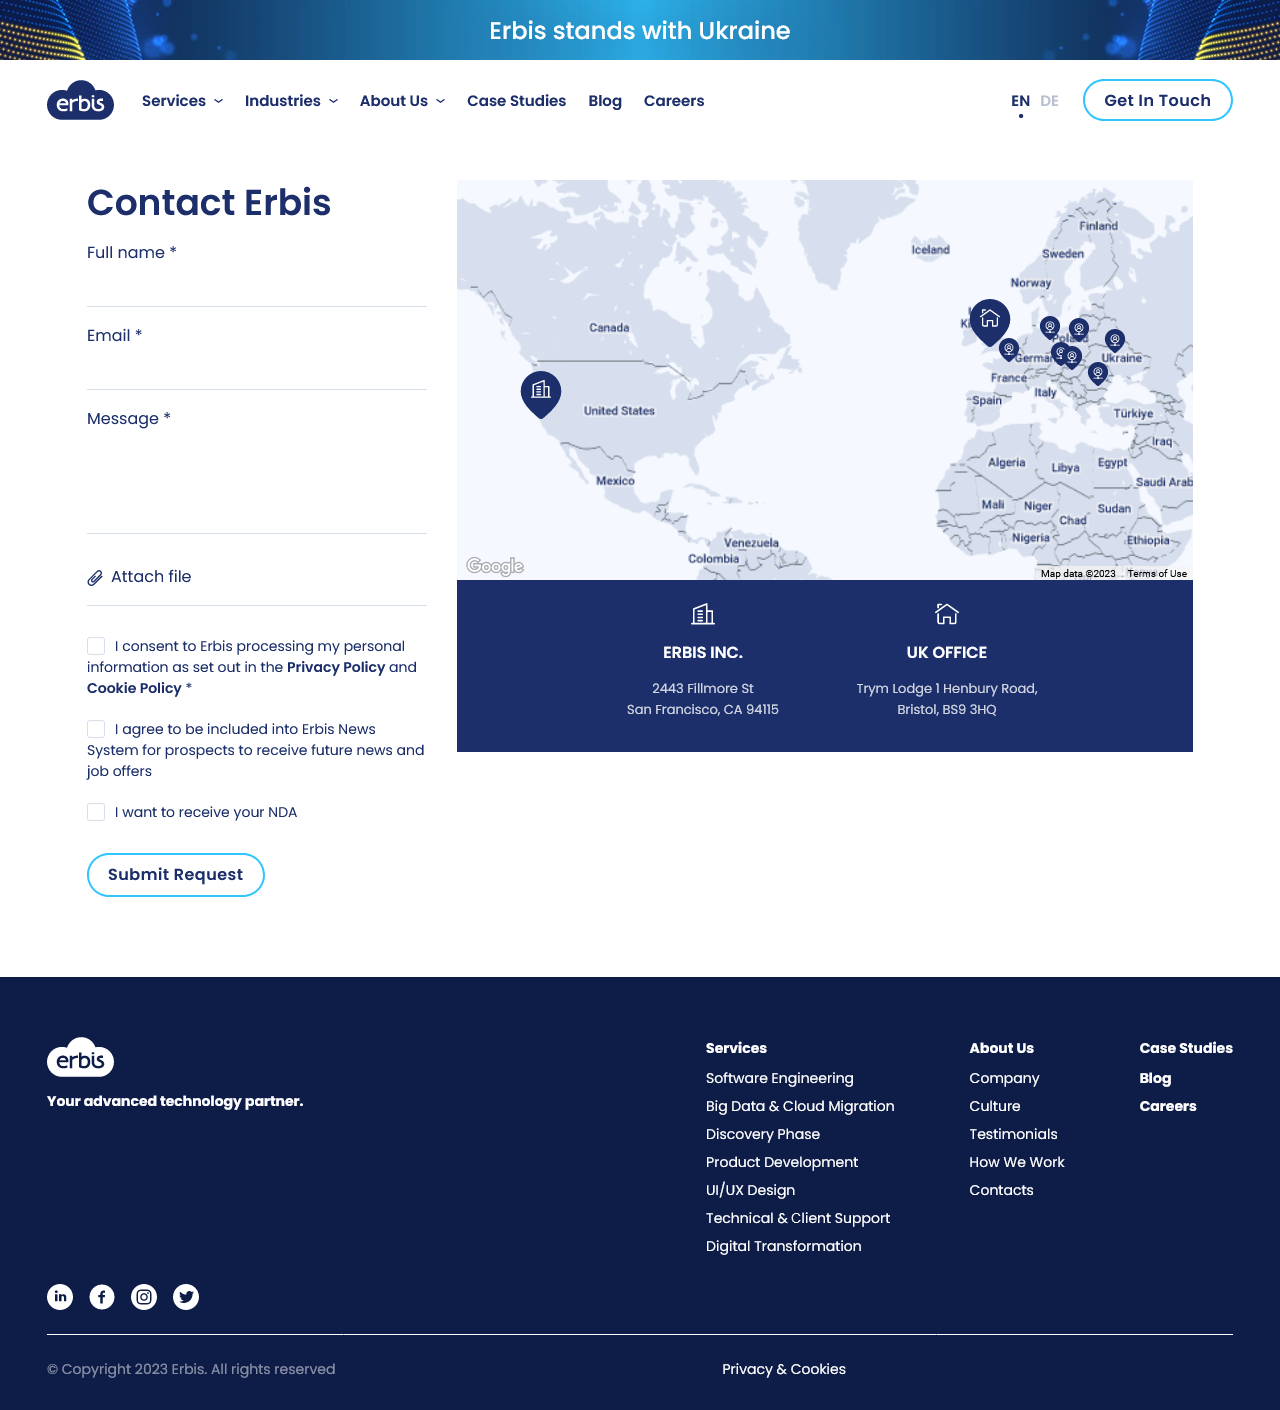 Erbis stands with Ukraine
erbis
Services
Industries
About Us
Case Studies
Blog
Careers
EN
DE
Get In Touch
Contact Erbis
Full name *
Email *
Message *
Attach file
I consent to Erbis processing my personal
information as set out in the Privacy Policy and
Cookie Policy *
I agree to be included into Erbis News
System for prospects to receive future news and
job offers
I want to receive your NDA
Submit Request
Finland
Iceland
Sweden
Norway
Canada
Ukraine
France
Italy
Spain
United States
Türkiye
Iraq
Algeria
Libya
Egypt
Mexico
Saudi Arab
Mali
Niger
Sudan
Chad
Nigeria
Ethiopia
Venezuela
Colombia
Google
Map data ©2023
Terms of Use
ERBIS INC.
2443 Fillmore St
San Francisco, CA 94115
UK OFFICE
Trym Lodge 1 Henbury Road,
Bristol, BS9 3HQ
erbis
Your advanced technology partner.
Services
Software Engineering
Big Data & Cloud Migration
Discovery Phase
Product Development
UI/UX Design
Technical & Client Support
Digital Transformation
About Us
Company
Culture
Testimonials
How We Work
Contacts
Case Studies
Blog
Careers
© Copyright 2023 Erbis. All rights reserved
Privacy & Cookies